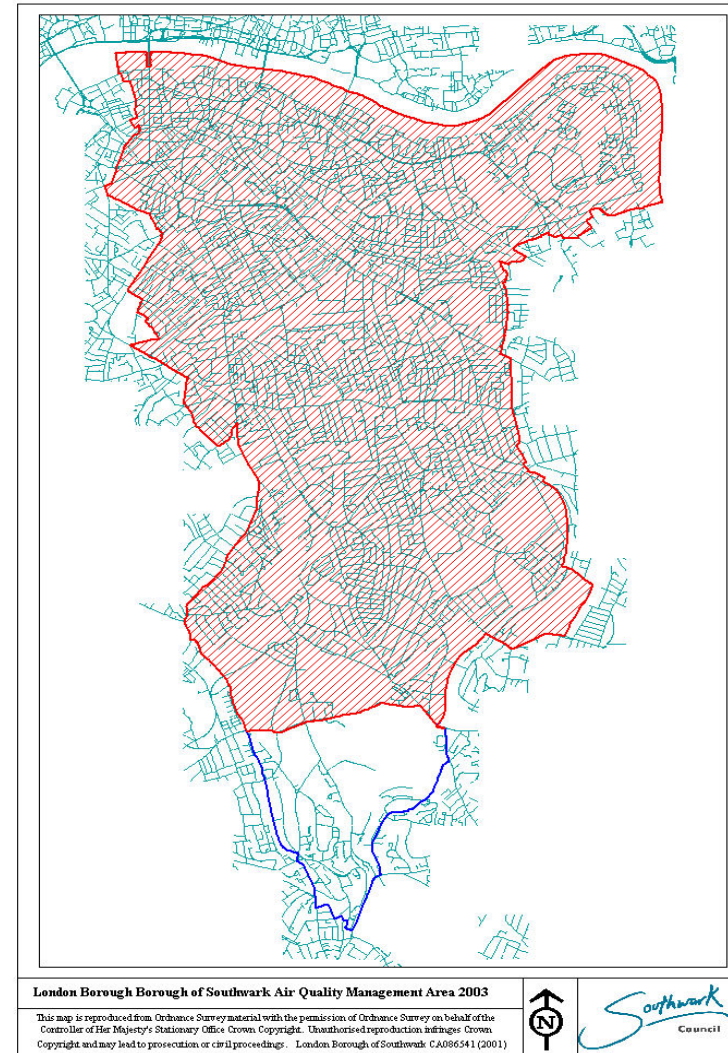 London Borough Borough of Southwark Air Quality Management Area 2003
This map is reproduced from Ordnance Survey material with the permission of Ordnance Survey on behalf of the
Controller of Her Majesty's Stationary Office Crown Copyright. Unauthorised reproduction infringes Crown
Copyright and may lead to prosecution or civil proceedings. London Borough of Southwark CA086541 (2001)
N
Southwark
Council